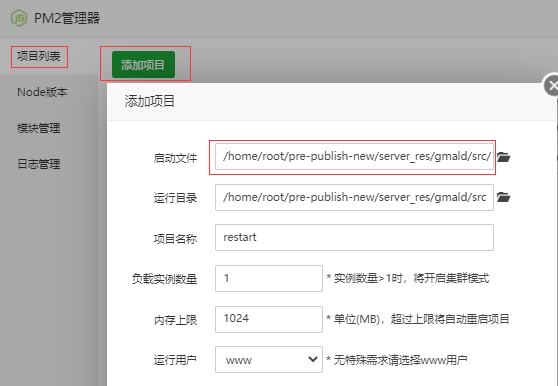 PM2管理器
项目列表
添加项目
Node版本
模块管理
日志管理
添加项目
启动文件 /home/root/pre-publish-new/server_res/gmald/src/
运行目录 /home/root/pre-publish-new/server_res/gmald/src
项目名称 restart
负载实例数量 1 * 实例数量>1时，将开启集群模式
内存上限 1024 * 单位(MB)，超过上限将自动重启项目
运行用户 www * 无特殊需求请选择www用户